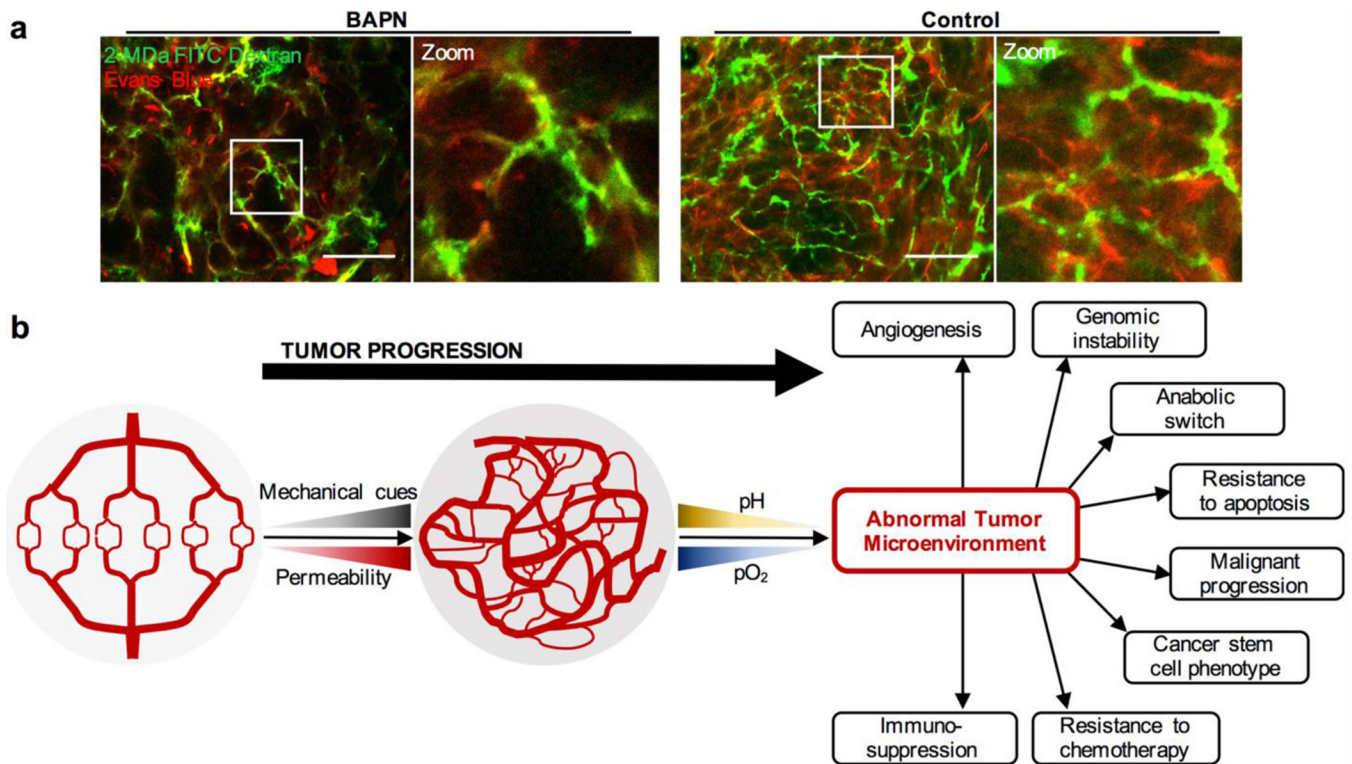 a
BAPN
Control
2-MDa FITC Dextran
Evans Blue
Zoom
Zoom
b
TUMOR PROGRESSION
Mechanical cues
Permeability
pH
pO₂
Angiogenesis
Genomic
instability
Anabolic
switch
Resistance
to apoptosis
Abnormal Tumor
Microenvironment
Malignant
progression
Cancer stem
cell phenotype
Immuno-
suppression
Resistance to
chemotherapy